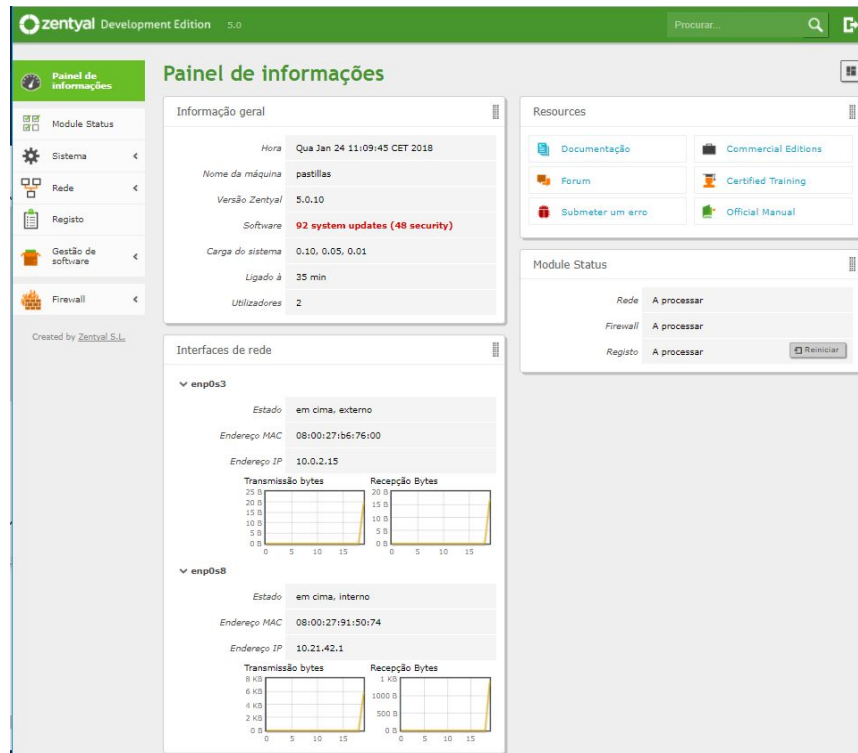 zentyal Development Edition 5.0
Procurar...
Painel de informações
Module Status
Sistema
Rede
Registo
Gestão de software
Firewall
Created by Zentyal S.L.
Painel de informações
Informação geral
Hora Qua Jan 24 11:09:45 CET 2018
Nome da máquina pastillas
Versão Zentyal 5.0.10
Software 92 system updates (48 security)
Carga do sistema 0.10, 0.05, 0.01
Ligado à 35 min
Utilizadores 2
Interfaces de rede
enp0s3
Estado em cima, externo
Endereço MAC 08:00:27:b6:76:00
Endereço IP 10.0.2.15
Transmissão bytes Recepção Bytes
25 B 20 B
20 B 15 B
15 B 10 B
10 B 5 B
5 B 0 B
0 B
0 5 10 15 0 5 10 15
enp0s8
Estado em cima, interno
Endereço MAC 08:00:27:91:50:74
Endereço IP 10.21.42.1
Transmissão bytes Recepção Bytes
8 KB 1 KB
6 KB 1000 B
4 KB 500 B
2 KB 0 B
0 B
0 5 10 15 0 5 10 15
Resources
Documentação Commercial Editions
Forum Certified Training
Submeter um erro Official Manual
Module Status
Rede A processar
Firewall A processar
Registo A processar Reiniciar